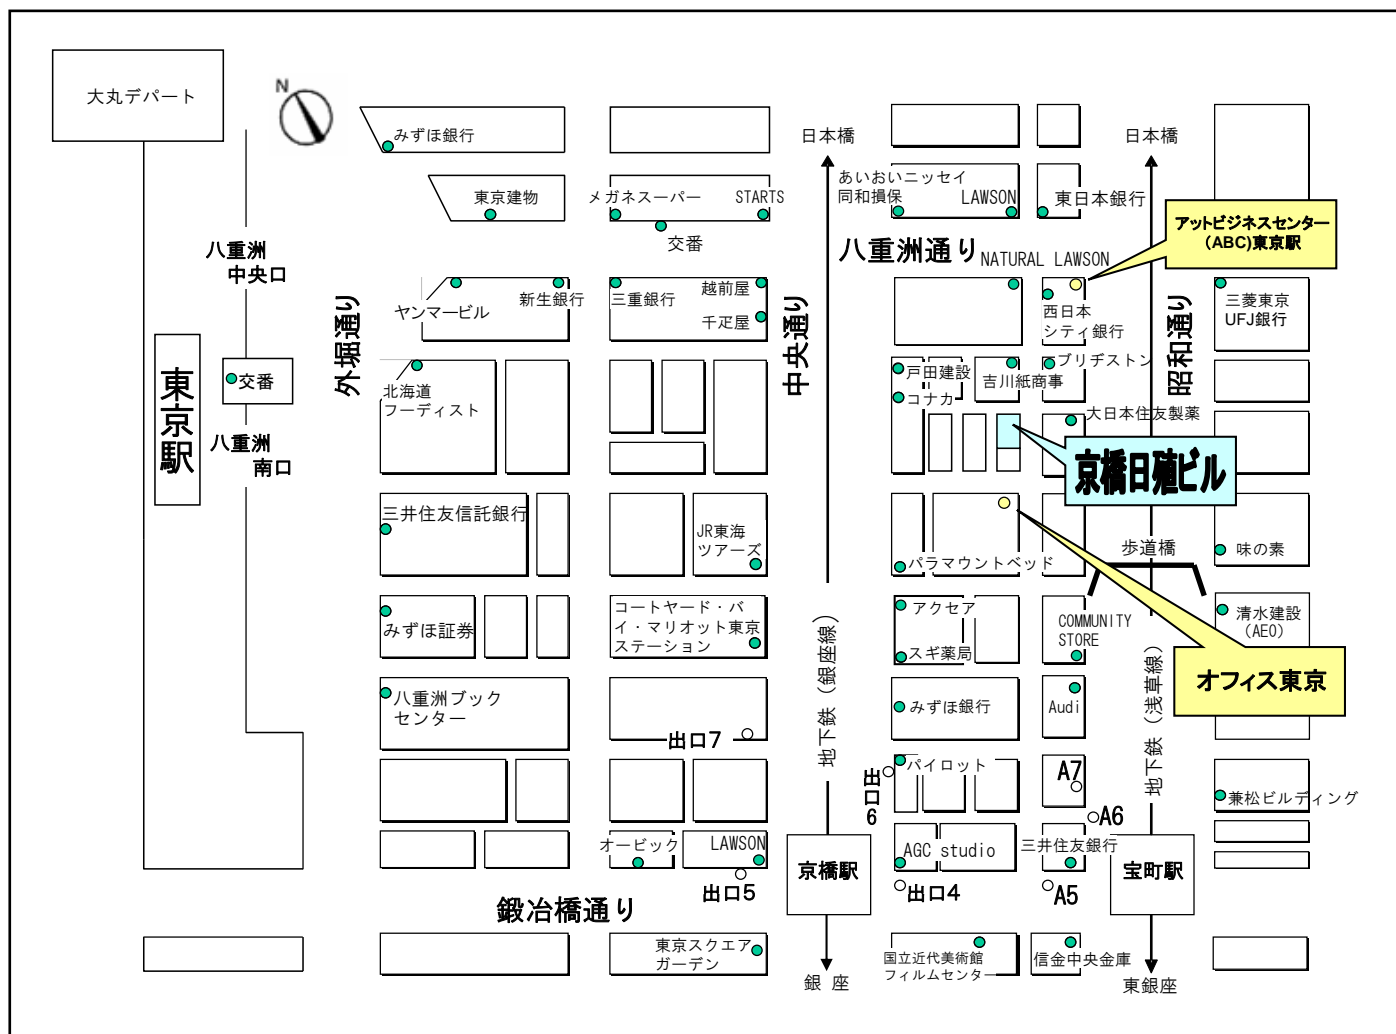 大丸デパート
N
みずほ銀行
日本橋
日本橋
東京建物
メガネスーパー
STARTS
交番
あいおいニッセイ
同和損保
LAWSON
東日本銀行
アットビジネスセンター
(ABC)東京駅
八重洲
中央口
八重洲通り
NATURAL LAWSON
外堀通り
ヤンマービル
新生銀行
三重銀行
越前屋
千疋屋
中央通り
西日本
シティ銀行
昭和通り
三菱東京
UFJ銀行
東京駅
交番
八重洲
南口
北海道
フーディスト
戸田建設
コナカ
吉川紙商事
ブリヂストン
大日本住友製薬
京橋日殖ビル
三井住友信託銀行
JR東海
ツアーズ
パラマウントベッド
歩道橋
味の素
みずほ証券
コートヤード・バ
イ・マリオット東京
ステーション
地下鉄(銀座線)
アクセア
スギ薬局
COMMUNITY
STORE
清水建設
(AEO)
オフィス東京
八重洲ブック
センター
出口7
みずほ銀行
Audi
地下鉄(浅草線)
出口6
パイロット
A7
A6
兼松ビルディング
オービック
LAWSON
出口5
京橋駅
AGC studio
出口4
三井住友銀行
A5
宝町駅
鍛冶橋通り
東京スクエア
ガーデン
銀座
国立近代美術館
フィルムセンター
信金中央金庫
東銀座